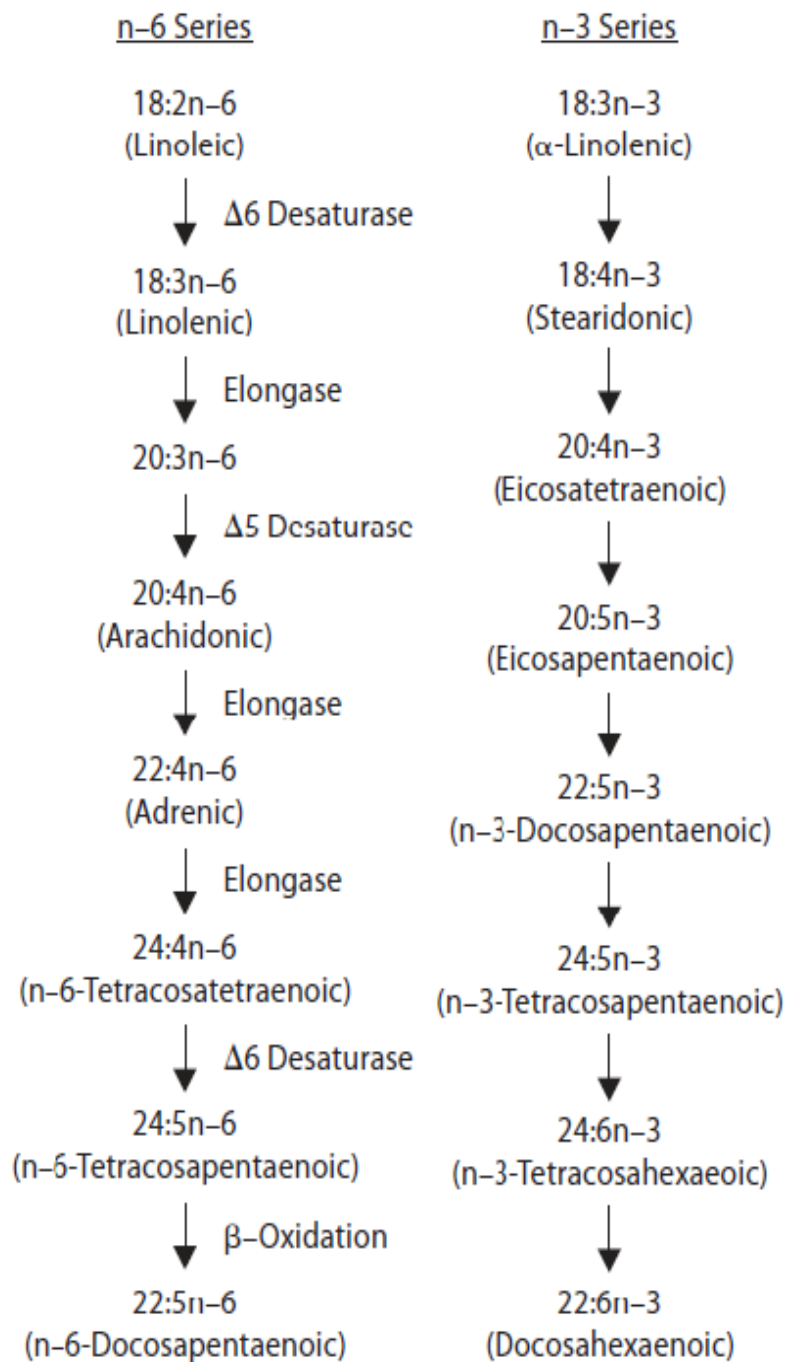 n–6 Series
18:2n–6
(Linoleic)
Δ6 Desaturase
18:3n–6
(Linolenic)
Elongase
20:3n–6
Δ5 Desaturase
20:4n–6
(Arachidonic)
Elongase
22:4n–6
(Adrenic)
Elongase
24:4n–6
(n–6-Tetracosatetraenoic)
Δ6 Desaturase
24:5n–6
(n–6-Tetracosapentaenoic)
β–Oxidation
22:5n–6
(n–6-Docosapentaenoic)
n–3 Series
18:3n–3
(α-Linolenic)
18:4n–3
(Stearidonic)
20:4n–3
(Eicosatetraenoic)
20:5n–3
(Eicosapentaenoic)
22:5n–3
(n–3-Docosapentaenoic)
24:5n–3
(n–3-Tetracosapentaenoic)
24:6n–3
(n–3-Tetracosahexaeoic)
22:6n–3
(Docosahexaenoic)